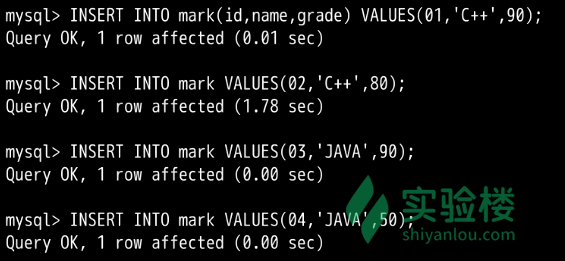 mysql> INSERT INTO mark(id,name,grade) VALUES(01,'C++',90);
Query OK, 1 row affected (0.01 sec)
mysql> INSERT INTO mark VALUES(02,'C++',80);
Query OK, 1 row affected (1.78 sec)
mysql> INSERT INTO mark VALUES(03,'JAVA',90);
Query OK, 1 row affected (0.00 sec)
mysql> INSERT INTO mark VALUES(04,'JAVA',50);
Query OK, 1 row affected (0.00 sec)
实验楼
shiyanlou.com